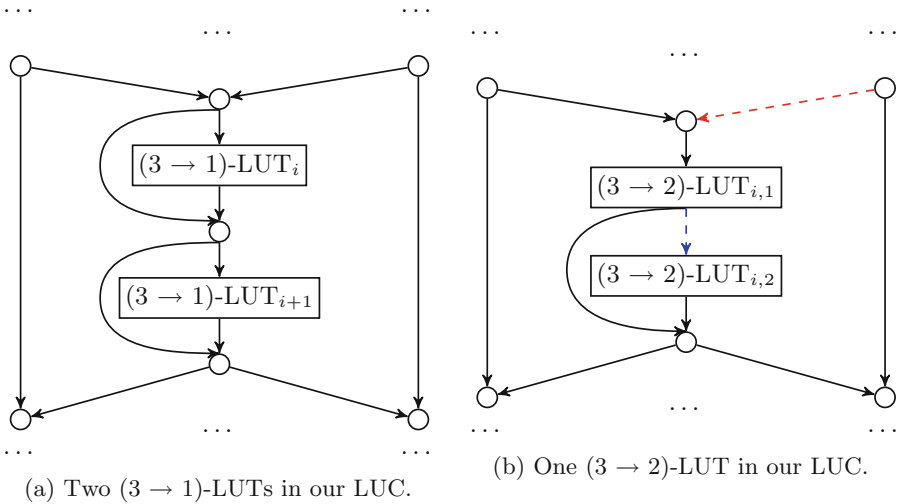 ... ...
...
(3 → 1)-LUT_i
(3 → 1)-LUT_{i+1}
...
... ...
(a) Two (3 → 1)-LUTs in our LUC.
... ...
...
(3 → 2)-LUT_{i,1}
(3 → 2)-LUT_{i,2}
...
... ...
(b) One (3 → 2)-LUT in our LUC.